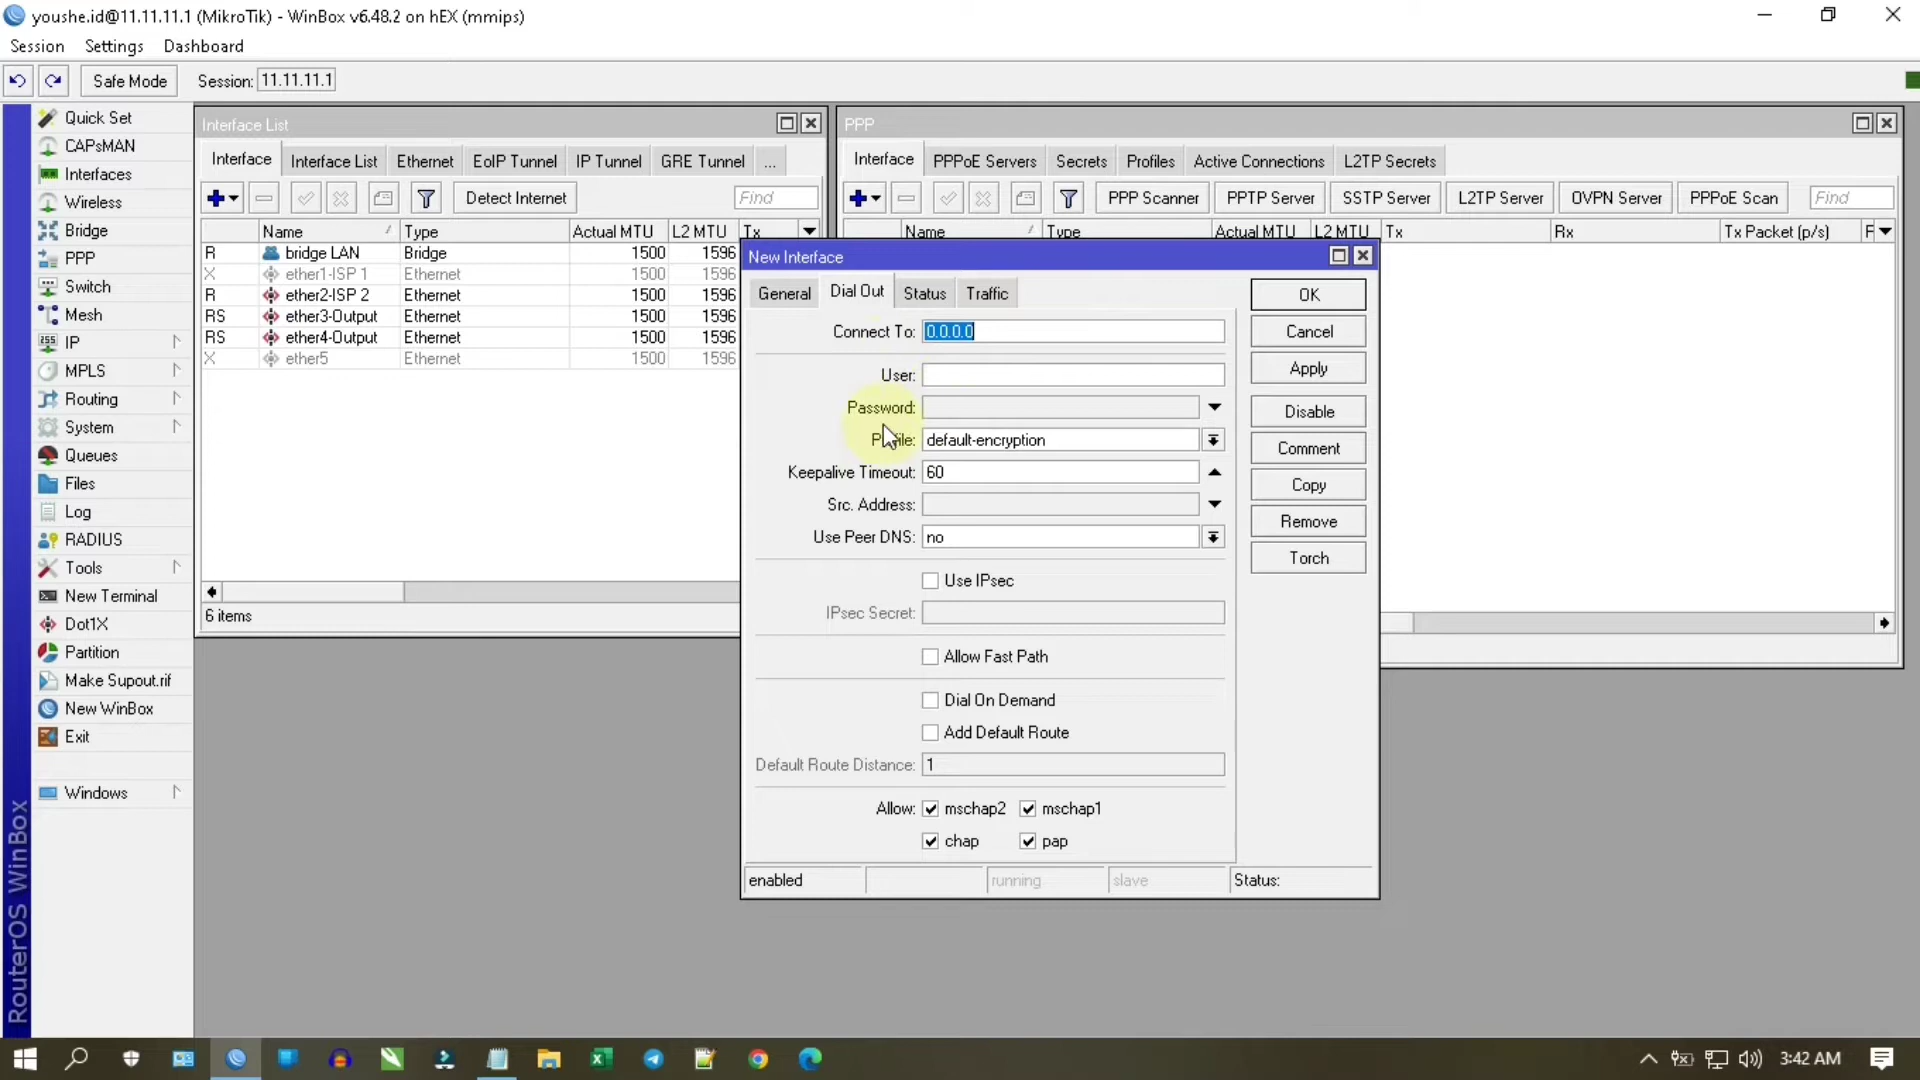 youshe.id@11.11.11.1 (MikroTik) - WinBox v6.48.2 on hEX (mmips)
Session Settings Dashboard
Safe Mode Session: 11.11.11.1
Quick Set
CAPsMAN
Interfaces
Wireless
Bridge
PPP
Switch
Mesh
IP
MPLS
Routing
System
Queues
Files
Log
RADIUS
Tools
New Terminal
Dot1X
Partition
Make Supout.rif
New WinBox
Exit
Windows
RouterOS WinBox
Interface List
Interface Interface List Ethernet EoIP Tunnel IP Tunnel GRE Tunnel ...
Detect Internet Find
Name Type Actual MTU L2 MTU Tx
R bridge LAN Bridge 1500 1596
X ether1-ISP 1 Ethernet 1500 1596
R ether2-ISP 2 Ethernet 1500 1596
RS ether3-Output Ethernet 1500 1596
RS ether4-Output Ethernet 1500 1596
X ether5 Ethernet 1500 1596
6 items
PPP
Interface PPPoE Servers Secrets Profiles Active Connections L2TP Secrets
PPP Scanner PPTP Server SSTP Server L2TP Server OVPN Server PPPoE Scan Find
Name Type Actual MTU L2 MTU Tx Rx Tx Packet (p/s) F
New Interface
General Dial Out Status Traffic
Connect To: 0.0.0.0
User:
Password:
Profile: default-encryption
Keepalive Timeout: 60
Src. Address:
Use Peer DNS: no
Use IPsec
IPsec Secret:
Allow Fast Path
Dial On Demand
Add Default Route
Default Route Distance: 1
Allow: mschap2 mschap1
chap pap
OK
Cancel
Apply
Disable
Comment
Copy
Remove
Torch
enabled running slave Status:
3:42 AM